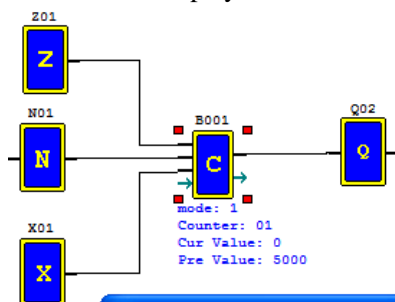 Z01
Z
N01
N
B001
C
Q02
Q
mode: 1
Counter: 01
Cur Value: 0
Pre Value: 5000
X01
X